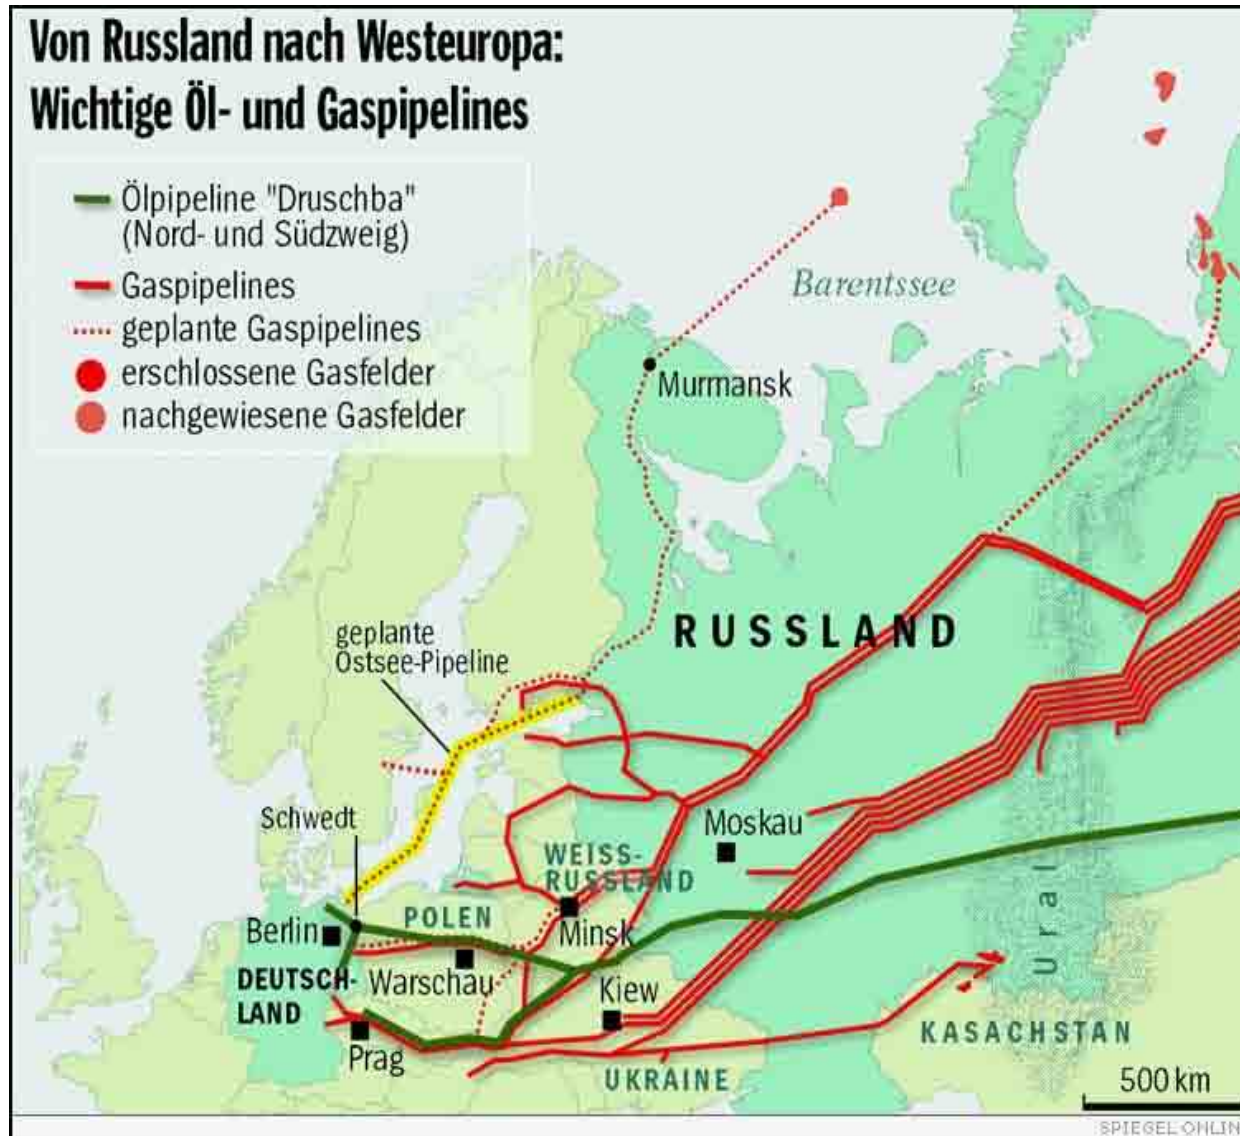 Von Russland nach Westeuropa:
Wichtige Öl- und Gaspipelines
Ölpipeline "Druschba"
(Nord- und Südzweig)
Gaspipelines
geplante Gaspipelines
erschlossene Gasfelder
nachgewiesene Gasfelder
Barentssee
Murmansk
RUSSLAND
geplante
Ostsee-Pipeline
Schwedt
Moskau
WEISS-
RUSSLAND
POLEN
Berlin
Minsk
Ural
DEUTSCH-
LAND
Warschau
Kiew
KASACHSTAN
Prag
UKRAINE
500 km
SPIEGEL ONLIN